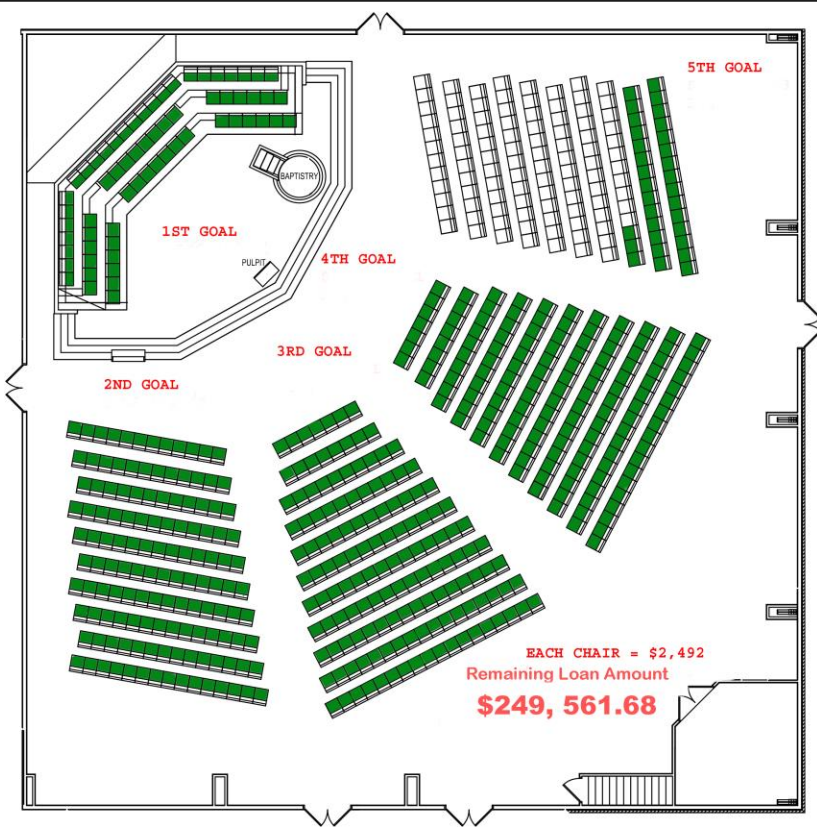 5TH GOAL
BAPTISTRY
1ST GOAL
4TH GOAL
PULPIT
3RD GOAL
2ND GOAL
EACH CHAIR = $2,492
Remaining Loan Amount
$249, 561.68